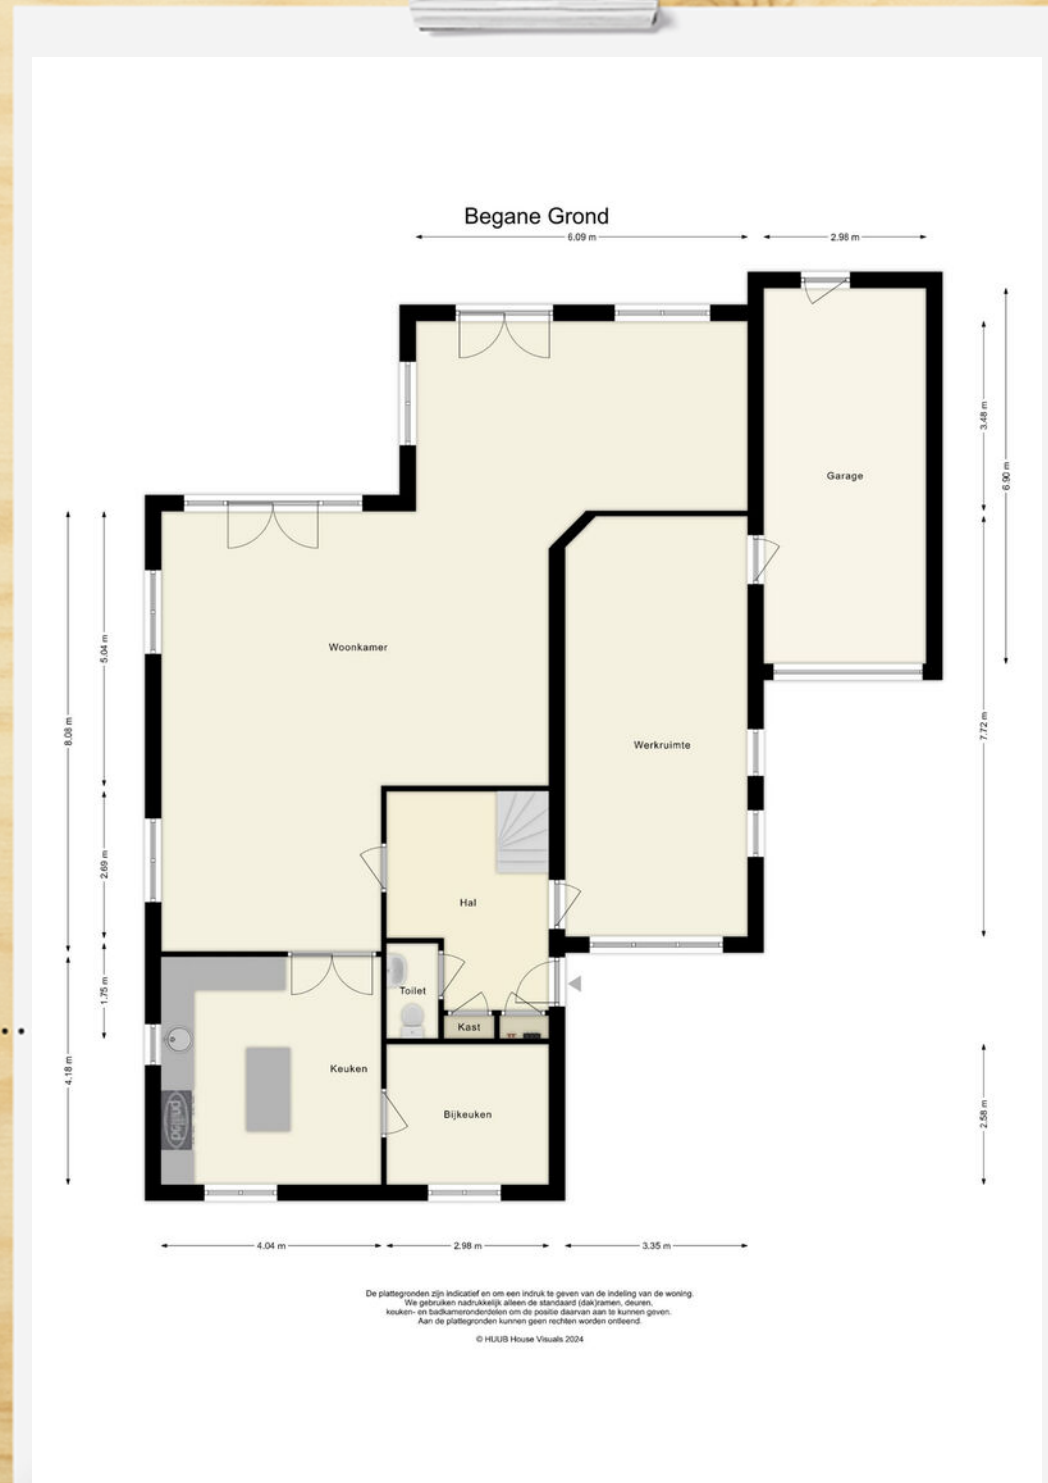 Begane Grond
6.09 m
2.98 m
3.48 m
6.90 m
Garage
5.04 m
Woonkamer
8.08 m
7.72 m
Werkruimte
2.69 m
Hal
1.75 m
Toilet
Kast
4.18 m
Keuken
Bijkeuken
2.58 m
4.04 m
2.98 m
3.35 m
De plattegronden zijn indicatief en om een indruk te geven van de indeling van de woning.
We gebruiken nadrukkelijk alleen de standaard (dak)ramen, deuren,
keuken- en badkameronderdelen om de positie daarvan aan te kunnen geven.
Aan de plattegronden kunnen geen rechten worden ontleend.
© HUUB House Visuals 2024